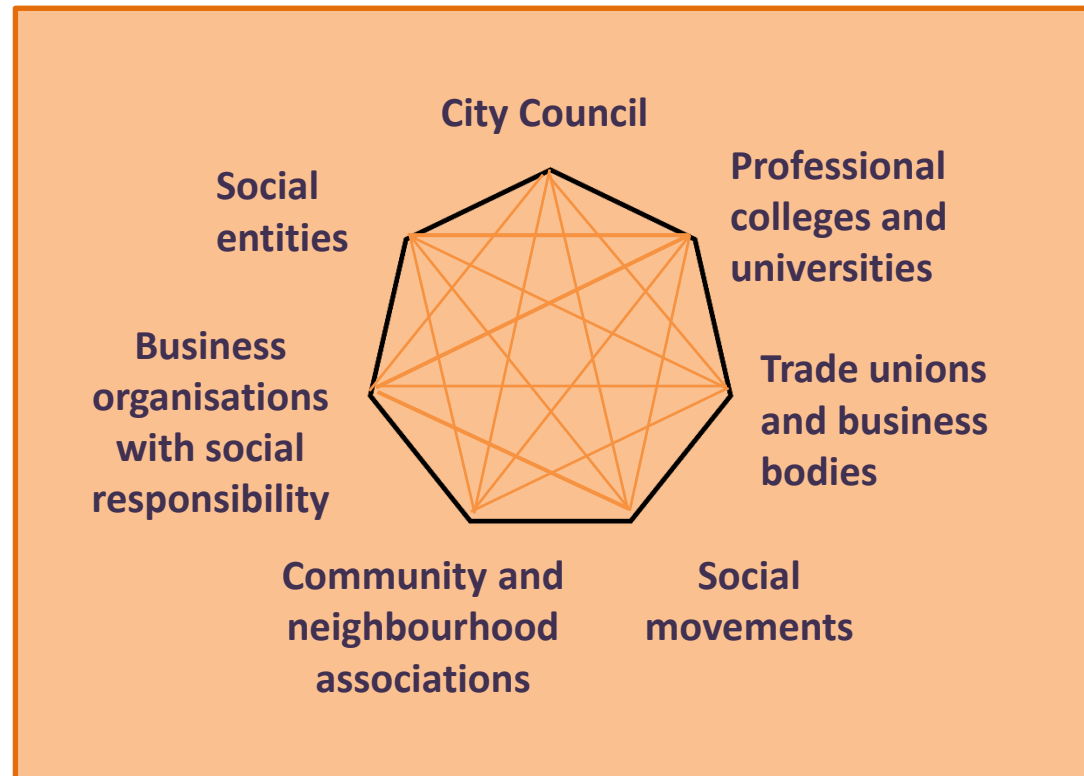 City Council
Professional
colleges and
universities
Social
entities
Business
organisations
with social
responsibility
Trade unions
and business
bodies
Community and
neighbourhood
associations
Social
movements